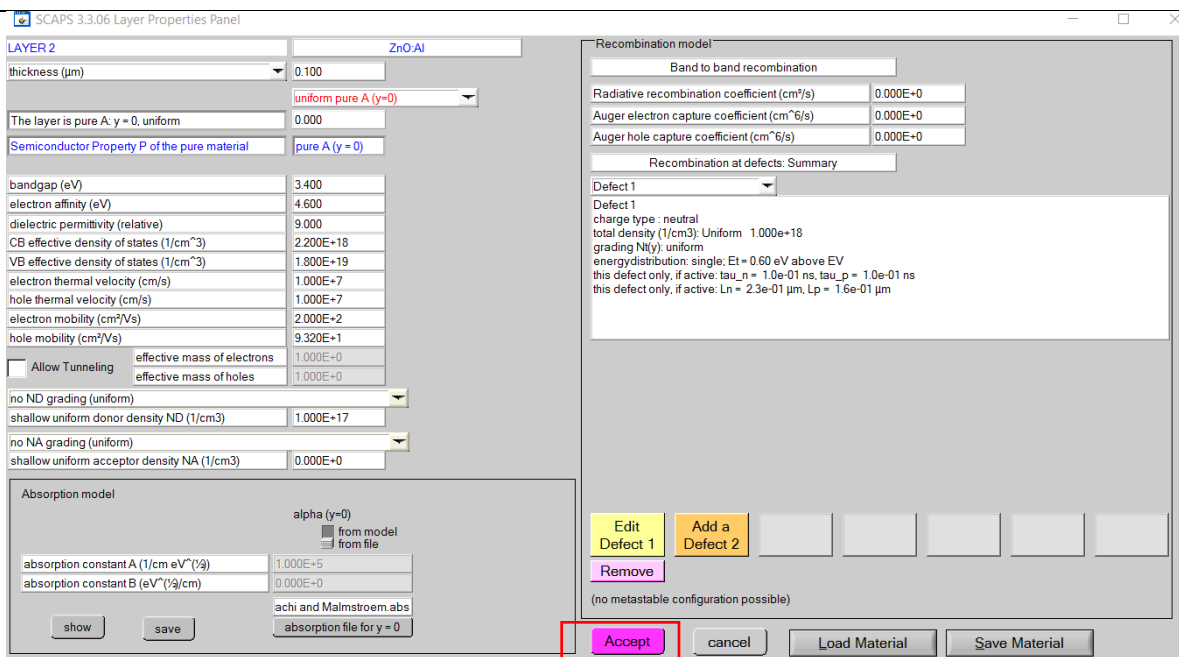 SCAPS 3.3.06 Layer Properties Panel
LAYER 2
ZnO:Al
thickness (µm)
0.100
uniform pure A (y=0)
The layer is pure A: y = 0, uniform
0.000
Semiconductor Property P of the pure material
pure A (y = 0)
bandgap (eV)
3.400
electron affinity (eV)
4.600
dielectric permittivity (relative)
9.000
CB effective density of states (1/cm^3)
2.200E+18
VB effective density of states (1/cm^3)
1.800E+19
electron thermal velocity (cm/s)
1.000E+7
hole thermal velocity (cm/s)
1.000E+7
electron mobility (cm²/Vs)
2.000E+2
hole mobility (cm²/Vs)
9.320E+1
Allow Tunneling
effective mass of electrons
1.000E+0
effective mass of holes
1.000E+0
no ND grading (uniform)
shallow uniform donor density ND (1/cm3)
1.000E+17
no NA grading (uniform)
shallow uniform acceptor density NA (1/cm3)
0.000E+0
Absorption model
alpha (y=0)
from model
from file
absorption constant A (1/cm eV^(½))
1.000E+5
absorption constant B (eV^(½)/cm)
0.000E+0
achi and Malmstroem.abs
show
save
absorption file for y = 0
Recombination model
Band to band recombination
Radiative recombination coefficient (cm³/s)
0.000E+0
Auger electron capture coefficient (cm^6/s)
0.000E+0
Auger hole capture coefficient (cm^6/s)
0.000E+0
Recombination at defects: Summary
Defect 1
Defect 1
charge type : neutral
total density (1/cm3): Uniform 1.000e+18
grading Nt(y): uniform
energydistribution: single; Et = 0.60 eV above EV
this defect only, if active: tau_n = 1.0e-01 ns, tau_p = 1.0e-01 ns
this defect only, if active: Ln = 2.3e-01 µm, Lp = 1.6e-01 µm
Edit
Defect 1
Add a
Defect 2
Remove
(no metastable configuration possible)
Accept
cancel
Load Material
Save Material